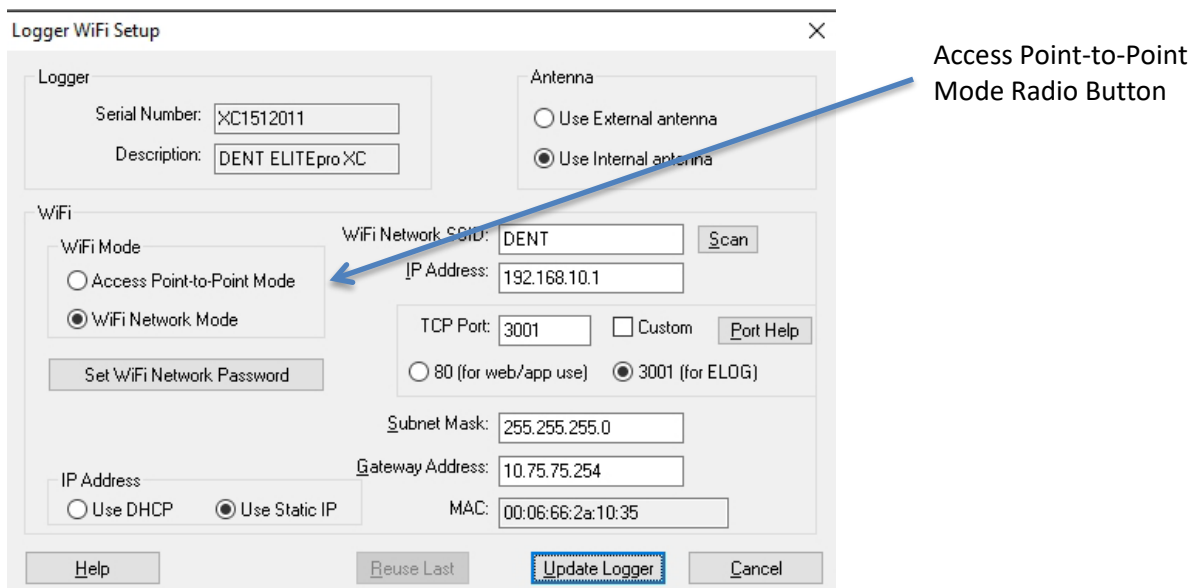 Logger WiFi Setup
Access Point-to-Point
Mode Radio Button
Logger
Serial Number: XC1512011
Description: DENT ELITEpro XC
Antenna
Use External antenna
Use Internal antenna
WiFi
WiFi Mode
Access Point-to-Point Mode
WiFi Network Mode
Set WiFi Network Password
WiFi Network SSID: DENT Scan
IP Address: 192.168.10.1
TCP Port: 3001 Custom Port Help
80 (for web/app use) 3001 (for ELOG)
Subnet Mask: 255.255.255.0
Gateway Address: 10.75.75.254
MAC: 00:06:66:2a:10:35
IP Address
Use DHCP Use Static IP
Help Reuse Last Update Logger Cancel